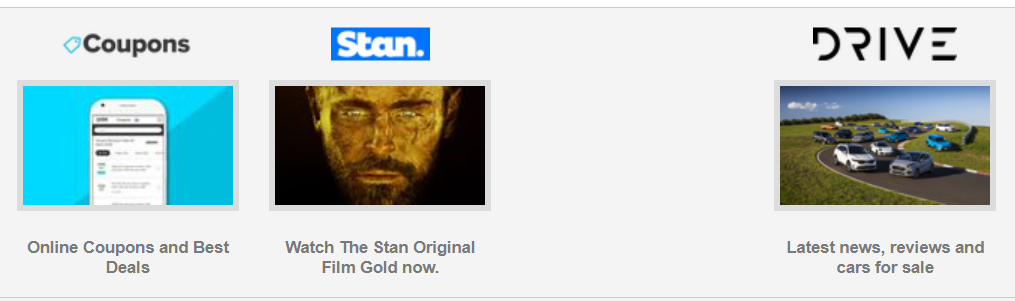 Coupons
Stan.
DRIVE
Online Coupons and Best
Deals
Watch The Stan Original
Film Gold now.
Latest news, reviews and
cars for sale